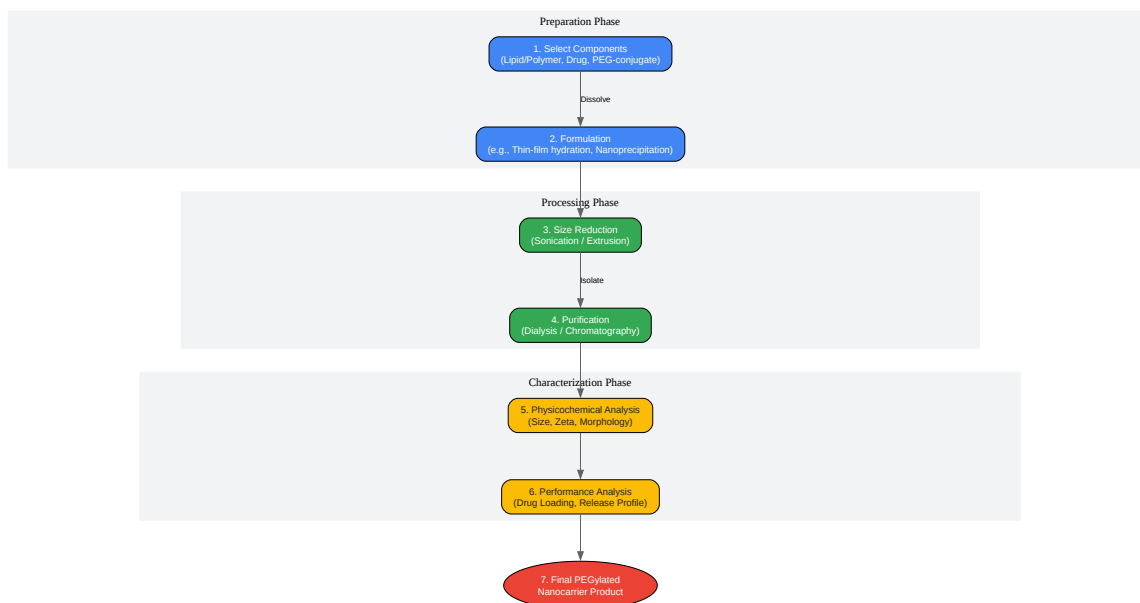 Preparation Phase
1. Select Components
(Lipid/Polymer, Drug, PEG-conjugate)
Dissolve
2. Formulation
(e.g., Thin-film hydration, Nanoprecipitation)
Processing Phase
3. Size Reduction
(Sonication / Extrusion)
Isolate
4. Purification
(Dialysis / Chromatography)
Characterization Phase
5. Physicochemical Analysis
(Size, Zeta, Morphology)
6. Performance Analysis
(Drug Loading, Release Profile)
7. Final PEGylated
Nanocarrier Product